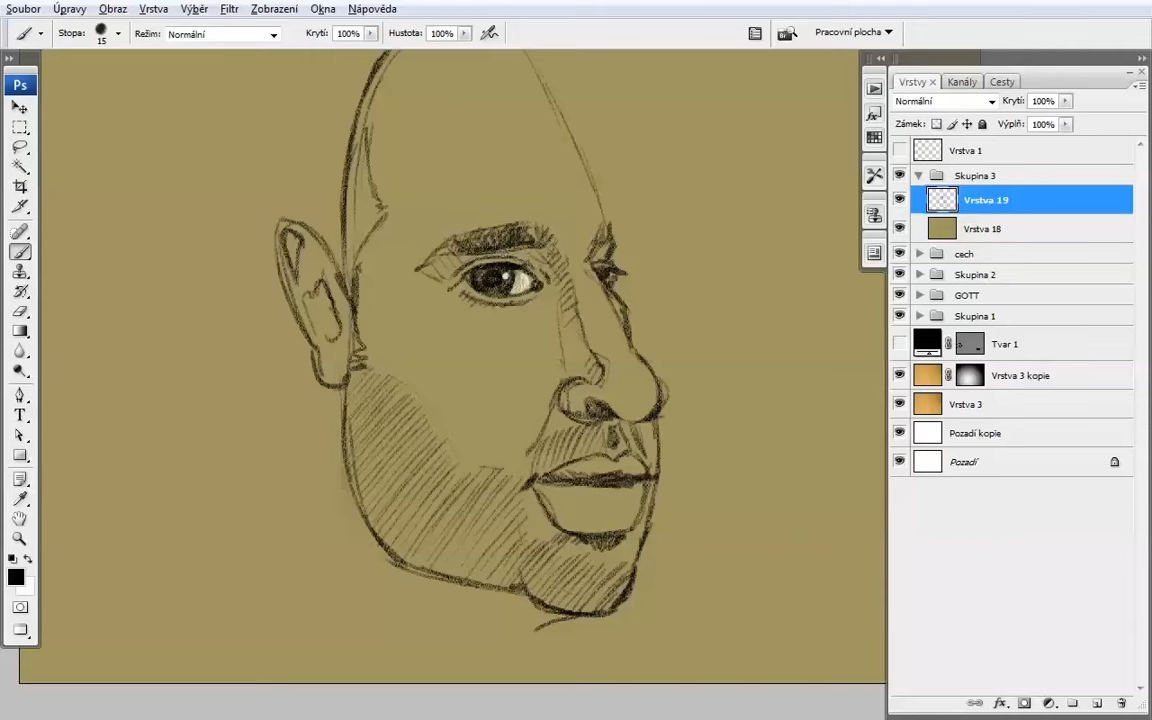 Soubor Úpravy Obraz Vrstva Výběr Filtr Zobrazení Okna Nápověda
Stopa: 15 Režim: Normální Krytí: 100% Hustota: 100% Pracovní plocha
Ps
Vrstvy Kanály Cesty
Normální Krytí: 100%
Zámek: Výplň: 100%
Vrstva 1
Skupina 3
Vrstva 19
Vrstva 18
cech
Skupina 2
GOTT
Skupina 1
Tvar 1
Vrstva 3 kopie
Vrstva 3
Pozadí kopie
Pozadí